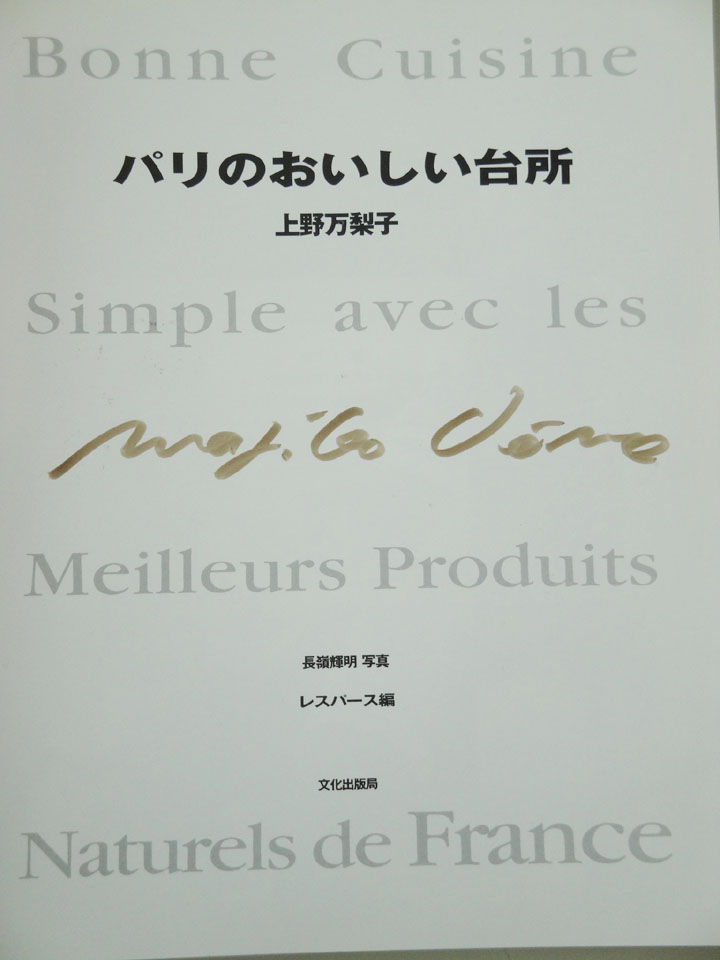 Bonne Cuisine
パリのおいしい台所
上野万梨子
Simple avec les
Mariko Uéno
Meilleurs Produits
長嶺輝明 写真
レスパース編
文化出版局
Naturels de France